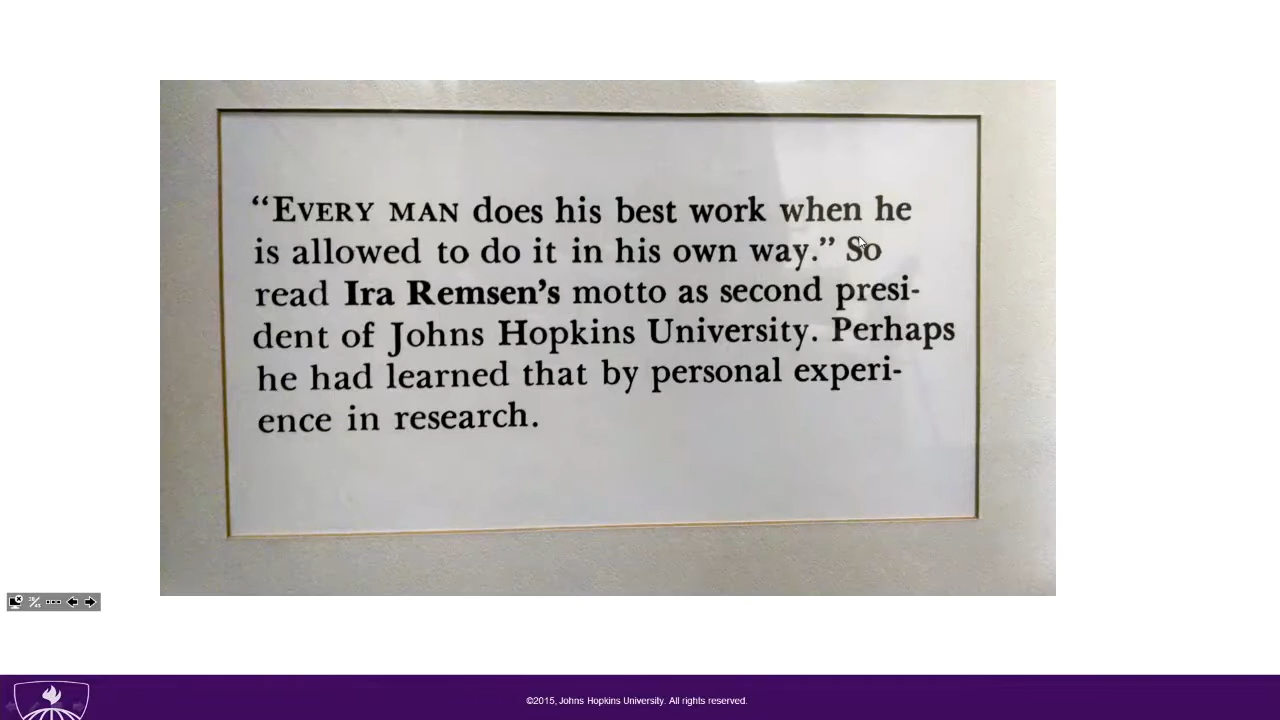 “EVERY MAN does his best work when he
is allowed to do it in his own way.” So
read Ira Remsen’s motto as second presi-
dent of Johns Hopkins University. Perhaps
he had learned that by personal experi-
ence in research.
©2015, Johns Hopkins University. All rights reserved.